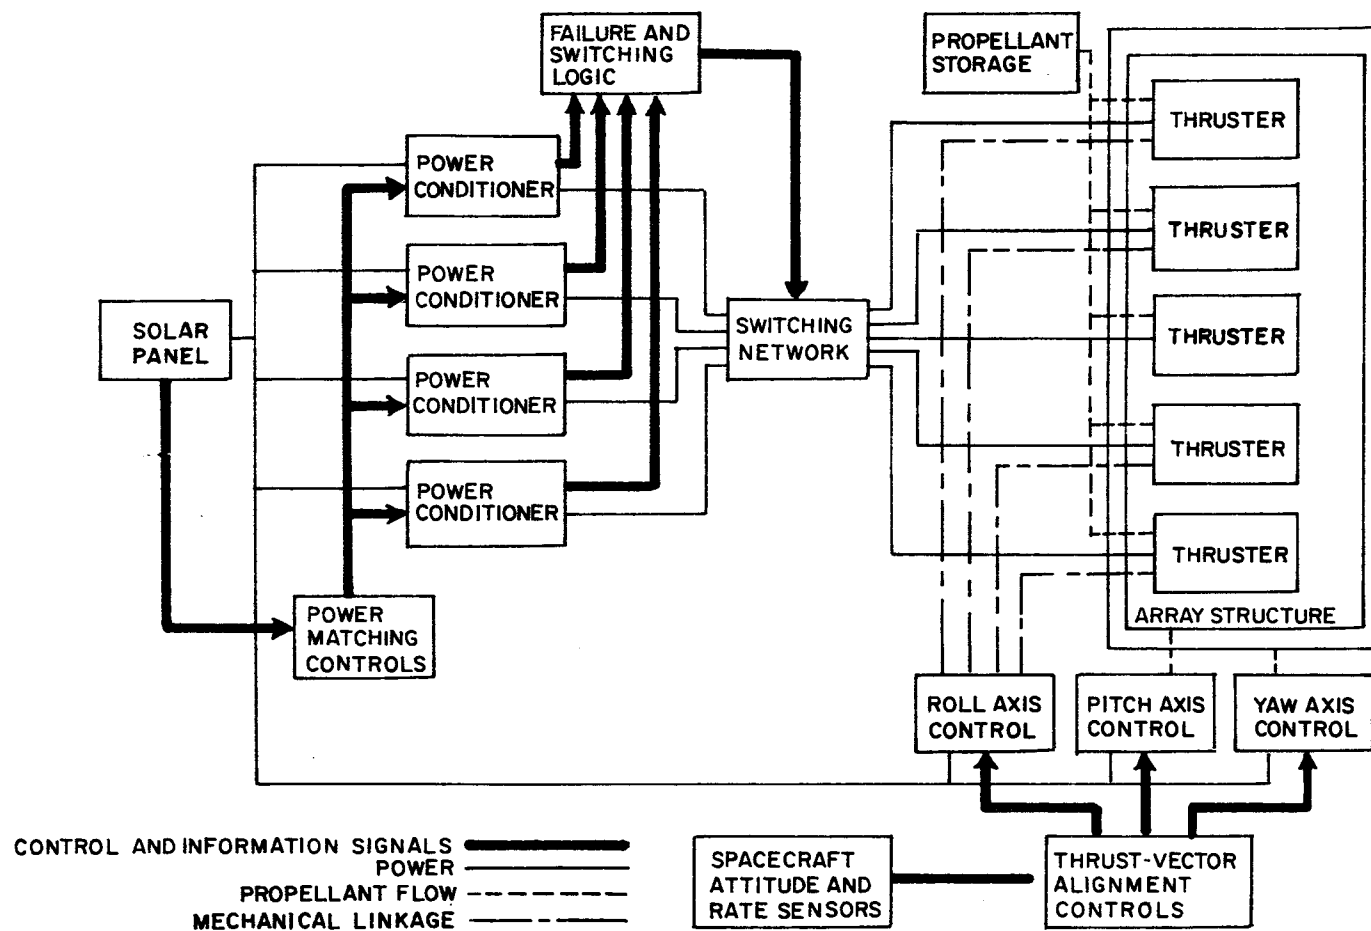 FAILURE AND
SWITCHING
LOGIC
PROPELLANT
STORAGE
THRUSTER
POWER
CONDITIONER
THRUSTER
POWER
CONDITIONER
SOLAR
PANEL
SWITCHING
NETWORK
THRUSTER
POWER
CONDITIONER
THRUSTER
POWER
CONDITIONER
THRUSTER
POWER
MATCHING
CONTROLS
ARRAY STRUCTURE
ROLL AXIS
CONTROL
PITCH AXIS
CONTROL
YAW AXIS
CONTROL
CONTROL AND INFORMATION SIGNALS
POWER
PROPELLANT FLOW
MECHANICAL LINKAGE
SPACECRAFT
ATTITUDE AND
RATE SENSORS
THRUST-VECTOR
ALIGNMENT
CONTROLS